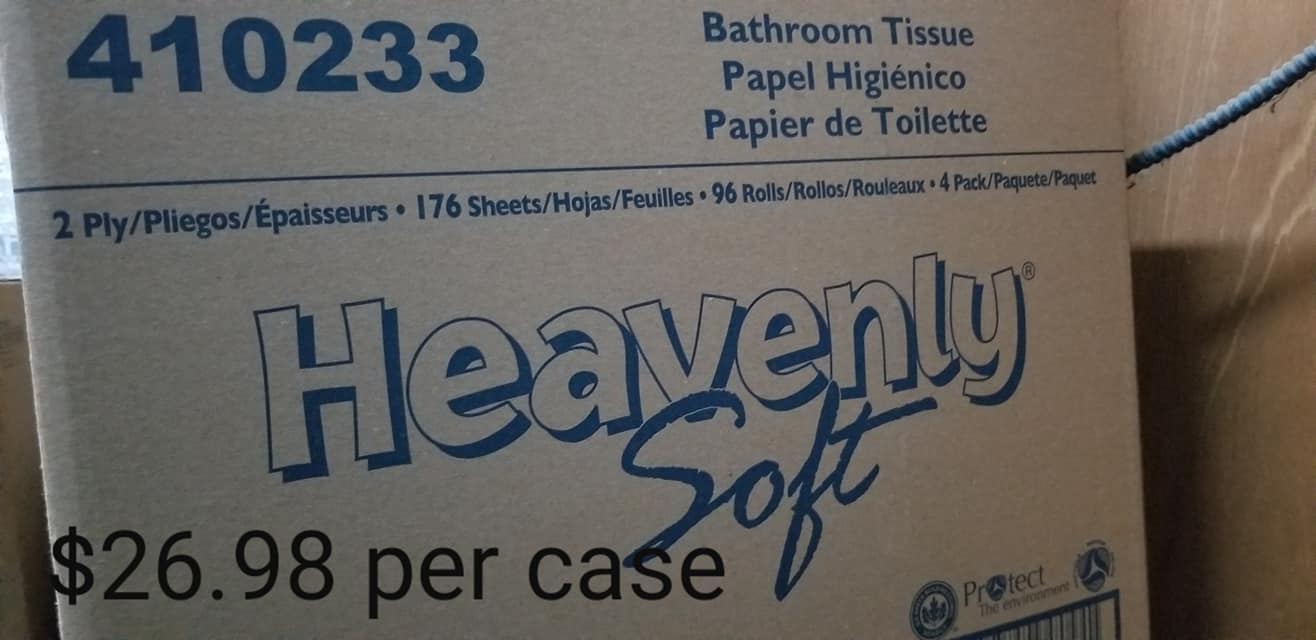 410233
Bathroom Tissue
Papel Higiénico
Papier de Toilette
2 Ply/Pliegos/Épaisseurs • 176 Sheets/Hojas/Feuilles • 96 Rolls/Rollos/Rouleaux • 4 Pack/Paquete/Paquet
Heavenly®
Soft
$26.98 per case
Protect
The environment